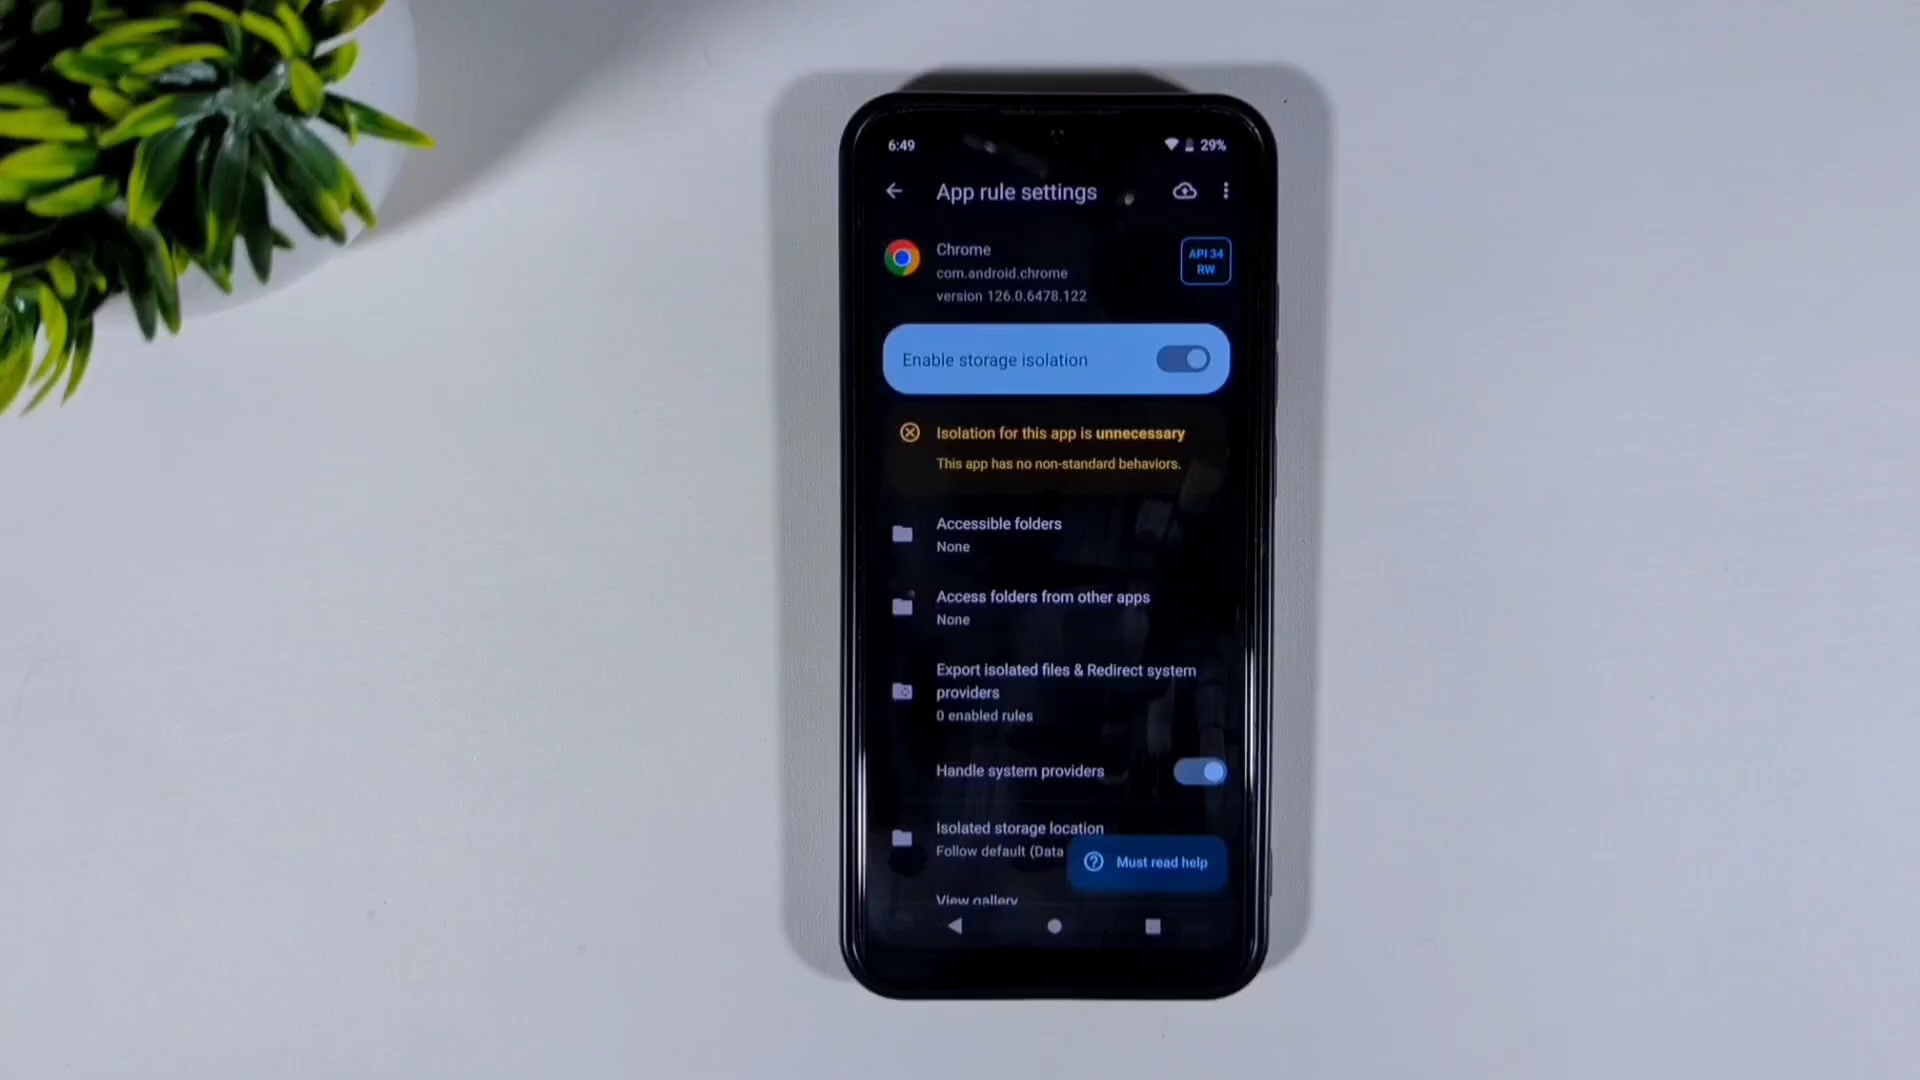 6:49
29%
App rule settings
Chrome
com.android.chrome
version 126.0.6478.122
API 34
RW
Enable storage isolation
Isolation for this app is unnecessary
This app has no non-standard behaviors.
Accessible folders
None
Access folders from other apps
None
Export isolated files & Redirect system
providers
0 enabled rules
Handle system providers
Isolated storage location
Follow default (Data
Must read help
View gallery